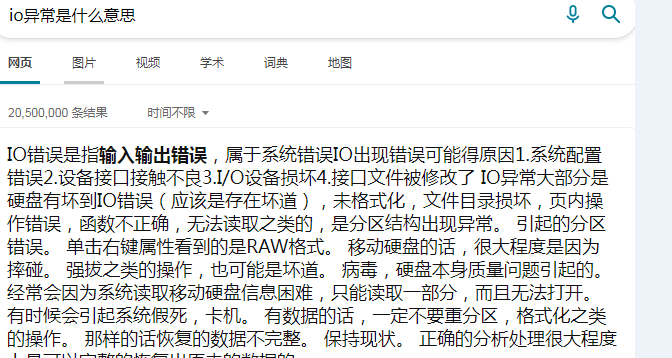 io异常是什么意思
网页 图片 视频 学术 词典 地图
20,500,000 条结果 时间不限
IO错误是指输入输出错误，属于系统错误IO出现错误可能得原因1.系统配置
错误2.设备接口接触不良3.I/O设备损坏4.接口文件被修改了 IO异常大部分是
硬盘有坏到IO错误（应该是存在坏道），未格式化，文件目录损坏，页内操
作错误，函数不正确，无法读取之类的，是分区结构出现异常。 引起的分区
错误。 单击右键属性看到的是RAW格式。 移动硬盘的话，很大程度是因为
摔碰。 强拔之类的操作，也可能是坏道。 病毒，硬盘本身质量问题引起的。
经常会因为系统读取移动硬盘信息困难，只能读取一部分，而且无法打开。
有时候会引起系统假死，卡机。 有数据的话，一定不要重分区，格式化之类
的操作。 那样的话恢复的数据不完整。 保持现状。 正确的分析处理很大程度
上是可以完整的恢复出原来的数据的